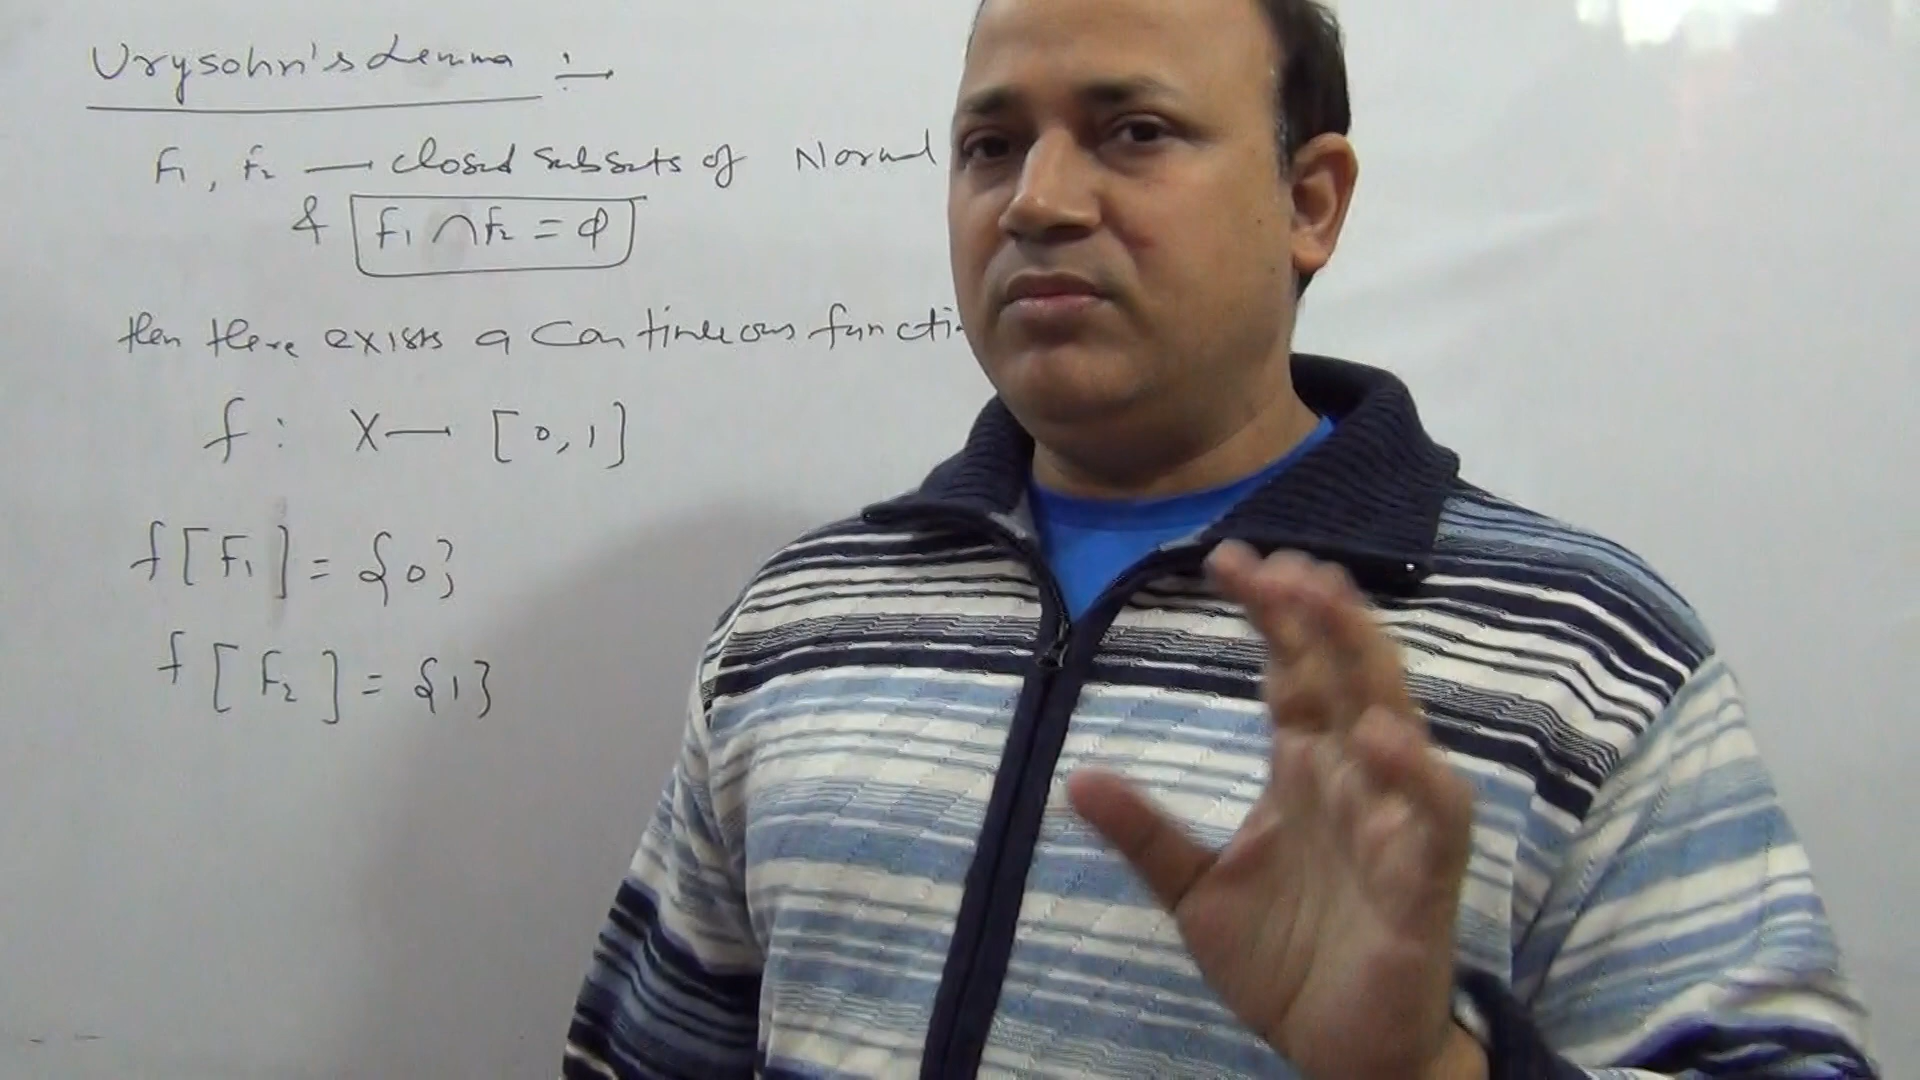 Urysohn's Lemma :→
F₁, F₂ — closed subsets of Normal
& F₁ ∩ F₂ = ϕ
then there exists a continuous functi
f : X → [0,1]
f[F₁] = {0}
f[F₂] = {1}